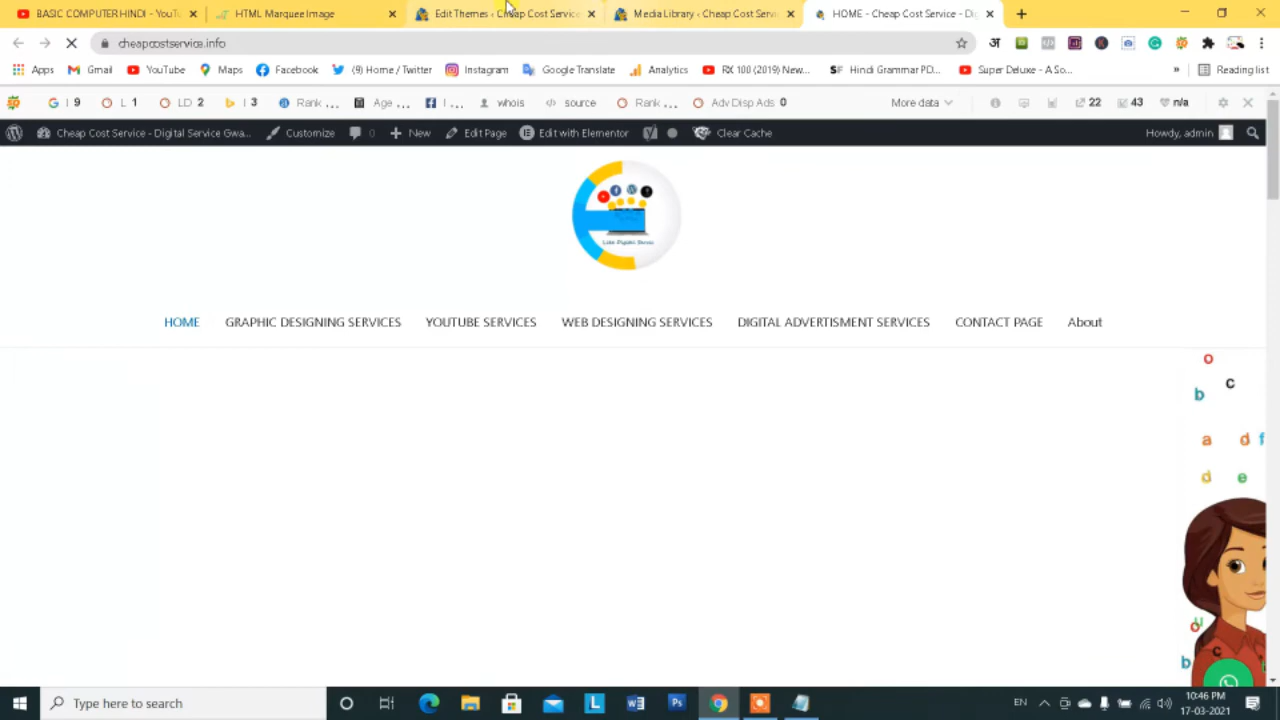 BASIC COMPUTER HINDI - YouTu
HTML Marquee Image
Edit Themes ‹ Cheap Cost Service
Media Library ‹ Cheap Cost Servi
HOME - Cheap Cost Service - Dig
cheapcostservice.info
Apps
Gmail
YouTube
Maps
Facebook
(9) Home / Twitter
Instagram
Google Translate
Analytics
RX 100 (2019) New...
Hindi Grammar PD...
Super Deluxe - A So...
»
Reading list
I 9
L 1
LD 2
I 3
Rank ...
Age ...
I ...
whois
source
Rank ...
Adv Disp Ads 0
More data
22
43
n/a
Cheap Cost Service - Digital Service Gwa...
Customize
0
New
Edit Page
Edit with Elementor
Clear Cache
Howdy, admin
HOME
GRAPHIC DESIGNING SERVICES
YOUTUBE SERVICES
WEB DESIGNING SERVICES
DIGITAL ADVERTISMENT SERVICES
CONTACT PAGE
About
o
c
b
a
d
f
d
e
u
o
c
b
Type here to search
EN
10:46 PM
17-03-2021